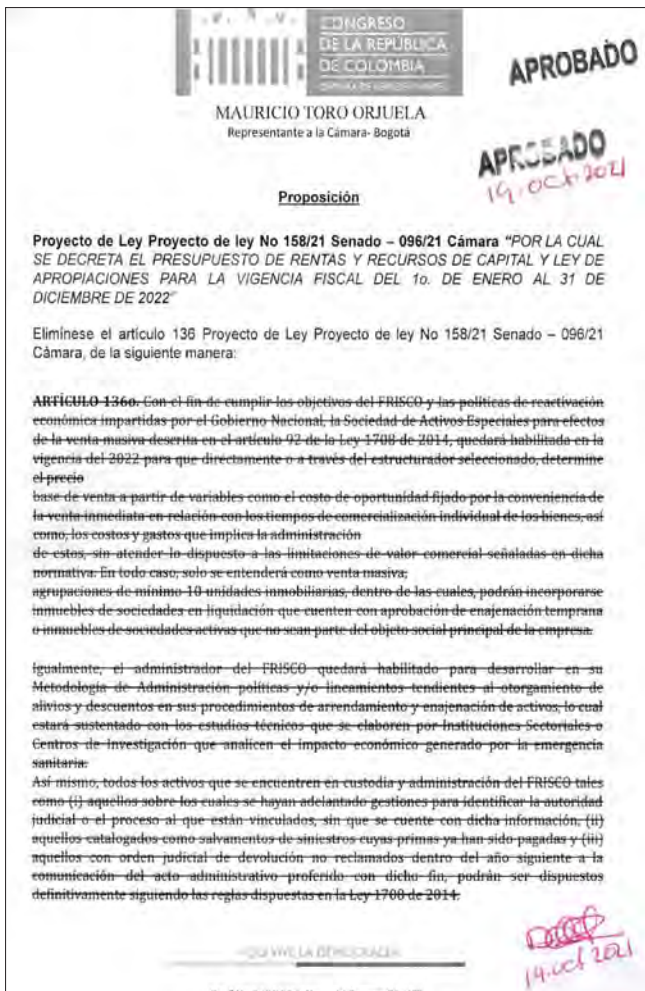 CONGRESO
DE LA REPÚBLICA
DE COLOMBIA
APROBADO
MAURICIO TORO ORJUELA
Representante a la Cámara- Bogotá
APROBADO
19. Oct 2021
Proposición
Proyecto de Ley Proyecto de ley No 158/21 Senado – 096/21 Cámara "POR LA CUAL
SE DECRETA EL PRESUPUESTO DE RENTAS Y RECURSOS DE CAPITAL Y LEY DE
APROPIACIONES PARA LA VIGENCIA FISCAL DEL 1o. DE ENERO AL 31 DE
DICIEMBRE DE 2022"
Elimínese el artículo 136 Proyecto de Ley Proyecto de ley No 158/21 Senado – 096/21
Cámara, de la siguiente manera:
ARTÍCULO 136o. Con el fin de cumplir los objetivos del FRISCO y las políticas de reactivación
económica impartidas por el Gobierno Nacional, la Sociedad de Activos Especiales para efectos
de la venta masiva descrita en el artículo 92 de la Ley 1708 de 2014, quedará habilitada en la
vigencia del 2022 para que directamente o a través del estructurador seleccionado, determine
el precio
base de venta a partir de variables como el costo de oportunidad fijado por la conveniencia de
la venta inmediata en relación con los tiempos de comercialización individual de los bienes, así
como, los costos y gastos que implica la administración
de estos, sin atender lo dispuesto a las limitaciones de valor comercial señaladas en dicha
normativa. En todo caso, solo se entenderá como venta masiva;
agrupaciones de mínimo 10 unidades inmobiliarias, dentro de las cuales, podrán incorporarse
inmuebles de sociedades en liquidación que cuenten con aprobación de enajenación temprana
o inmuebles de sociedades activas que no sean parte del objeto social principal de la empresa.
Igualmente, el administrador del FRISCO quedará habilitado para desarrollar en su
Metodología de Administración políticas y/o lineamientos tendientes al otorgamiento de
alivios y descuentos en sus procedimientos de arrendamiento y enajenación de activos, lo cual
estará sustentado con los estudios técnicos que se elaboren por Instituciones Sectoriales o
Centros de Investigación que analicen el impacto económico generado por la emergencia
sanitaria.
Así mismo, todos los activos que se encuentren en custodia y administración del FRISCO tales
como (i) aquellos sobre los cuales se hayan adelantado gestiones para identificar la autoridad
judicial o el proceso al que están vinculados, sin que se cuente con dicha información, (ii)
aquellos catalogados como salvamentos de siniestros cuyas primas ya han sido pagadas y (iii)
aquellos con orden judicial de devolución no reclamados dentro del año siguiente a la
comunicación del acto administrativo proferido con dicho fin, podrán ser dispuestos
definitivamente siguiendo las reglas dispuestas en la Ley 1708 de 2014.
AQUÍ VIVE LA DEMOCRACIA
14. oct 2021